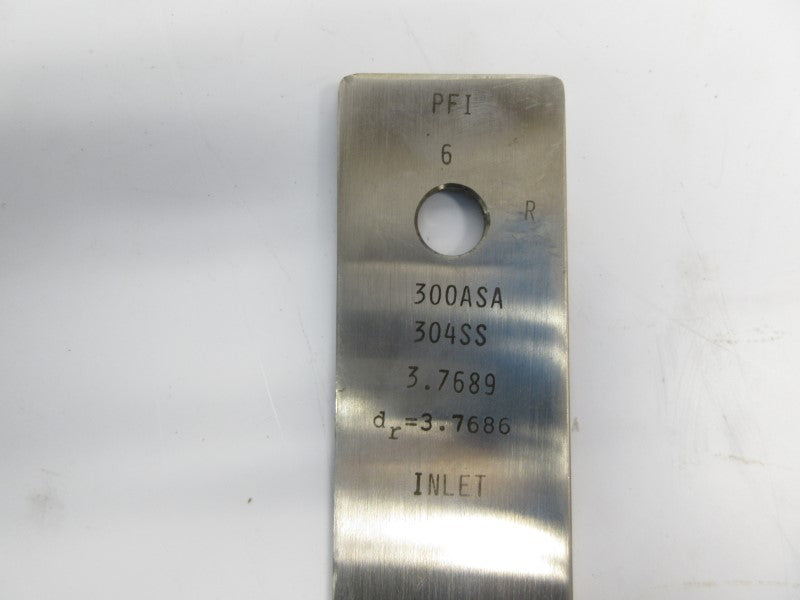 PFI
6
R
300ASA
304SS
3.7689
dr=3.7686
INLET